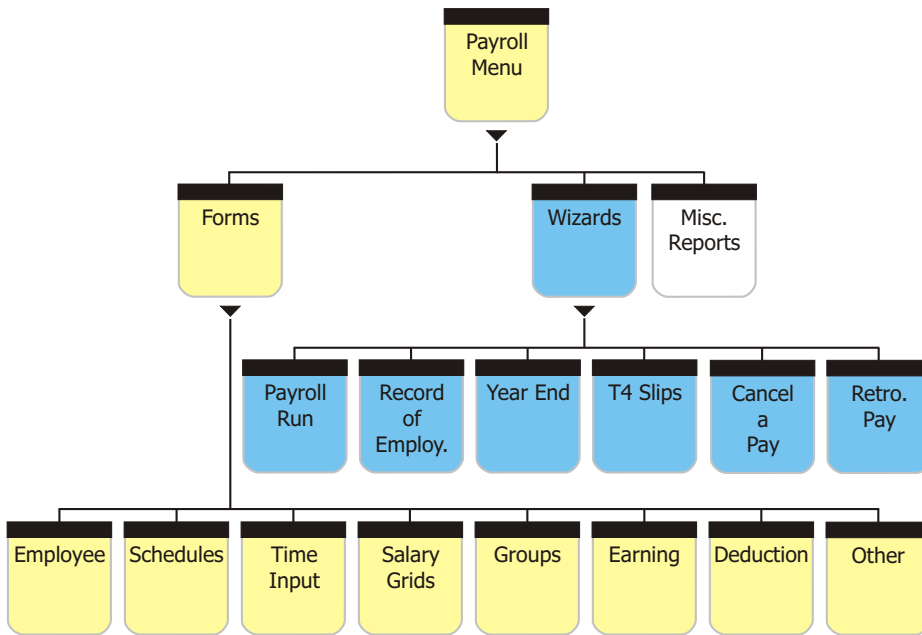 Payroll
Menu
Forms
Wizards
Misc.
Reports
Payroll
Run
Record
of
Employ.
Year End
T4 Slips
Cancel
a
Pay
Retro.
Pay
Employee
Schedules
Time
Input
Salary
Grids
Groups
Earning
Deduction
Other